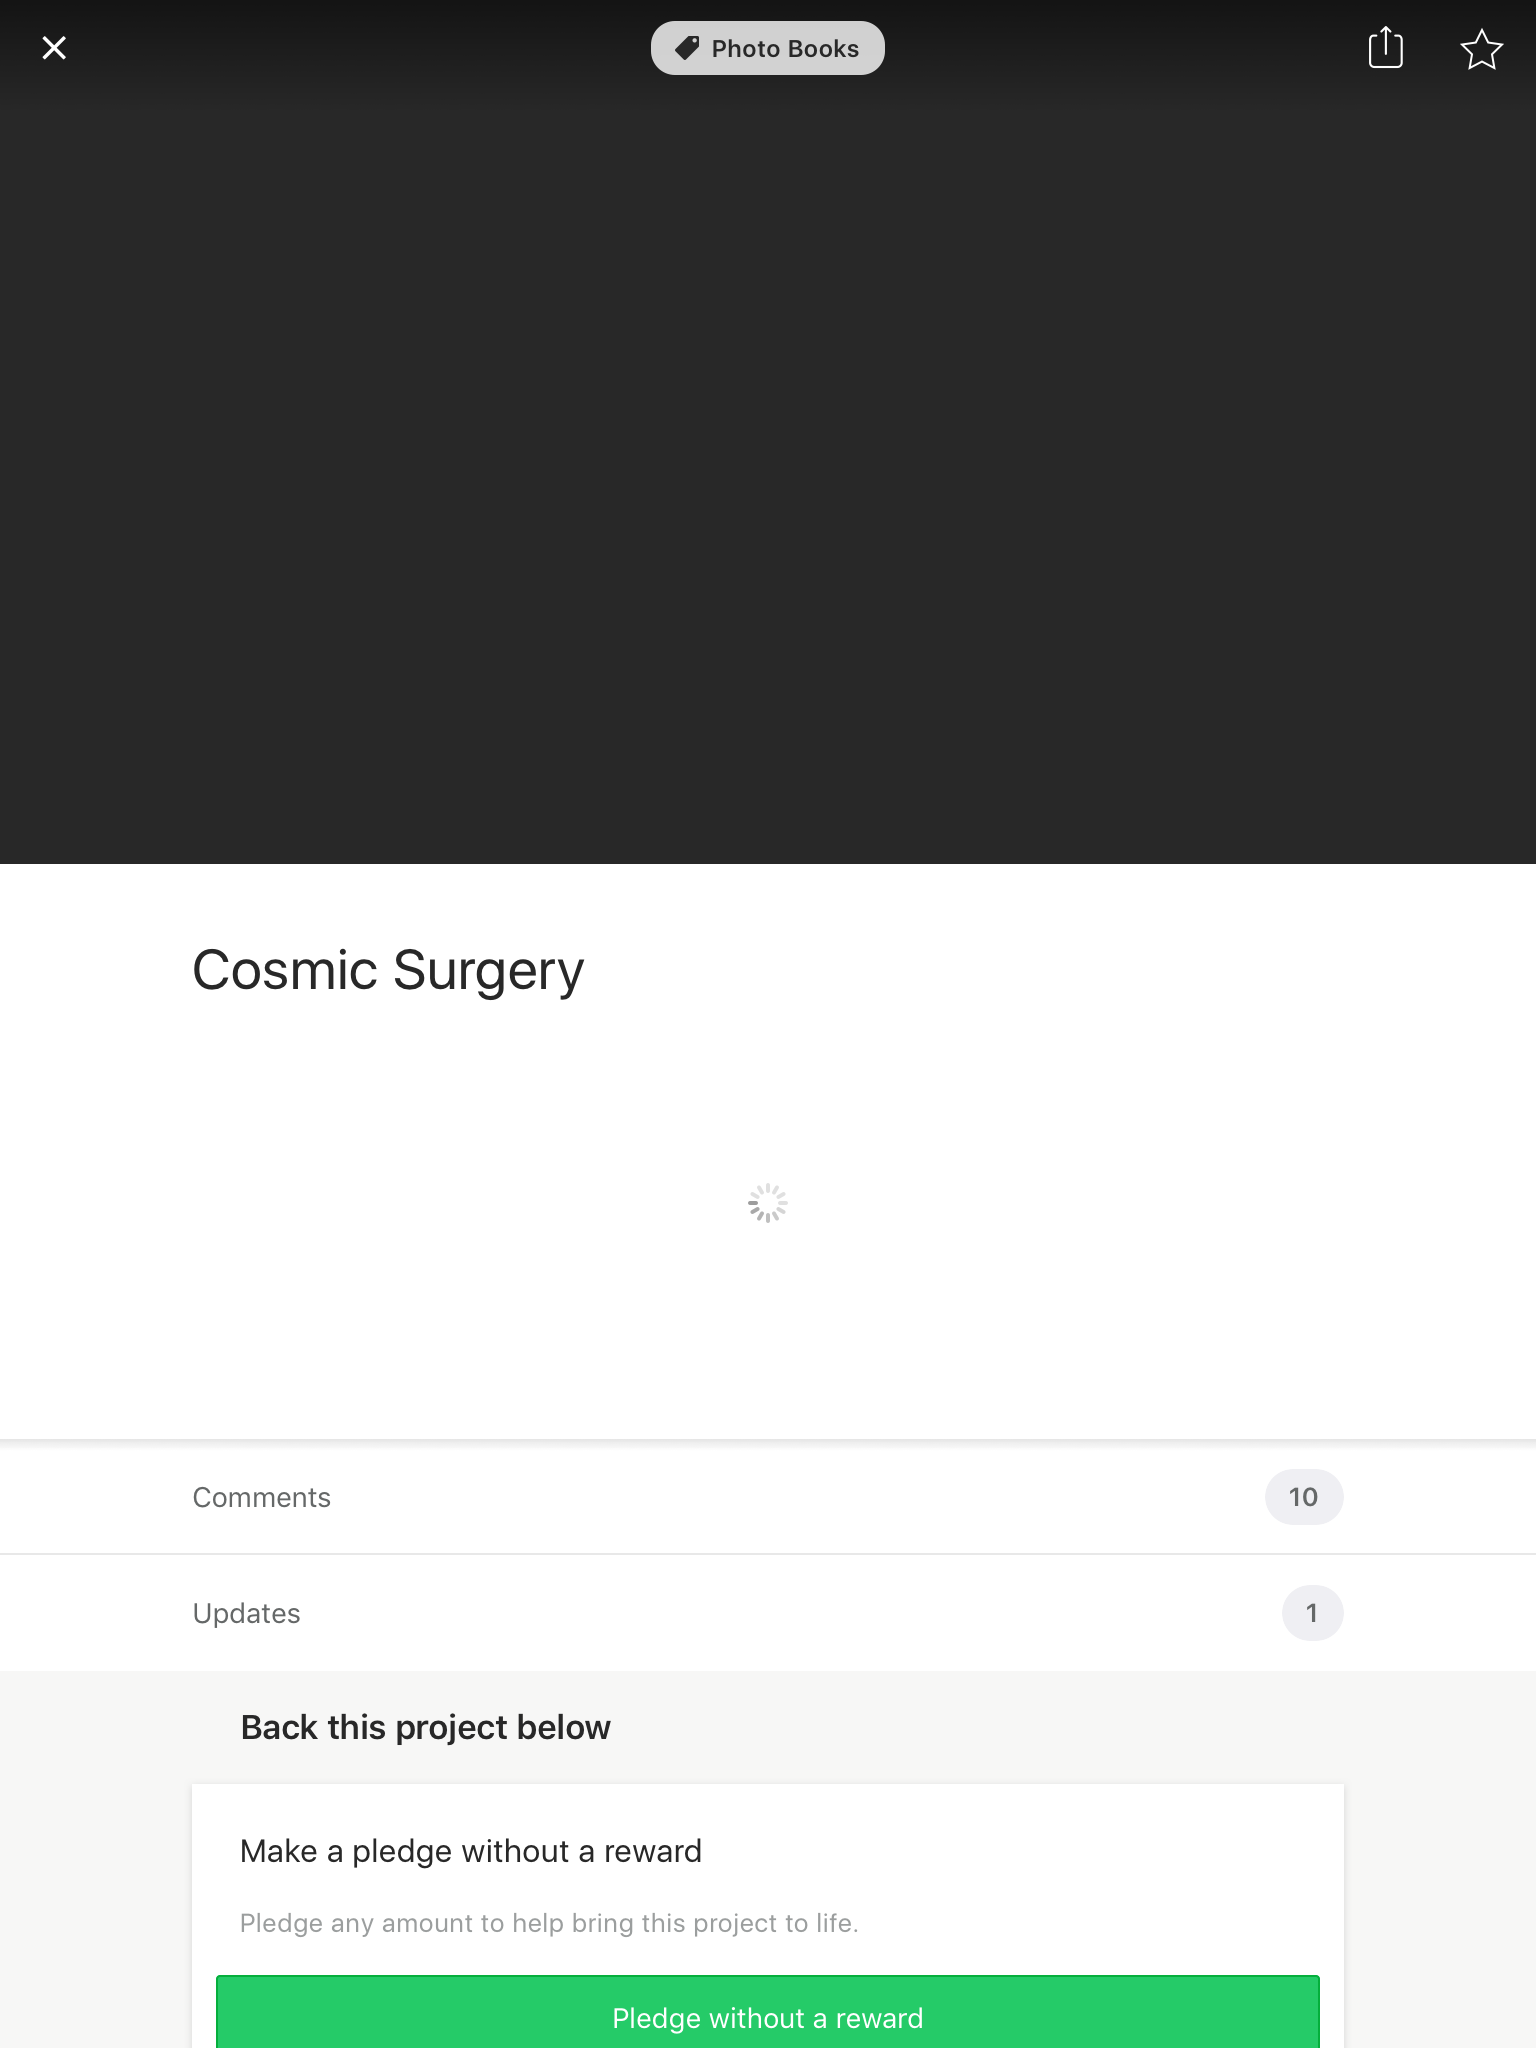 Photo Books
Cosmic Surgery
Comments
10
Updates
1
Back this project below
Make a pledge without a reward
Pledge any amount to help bring this project to life.
Pledge without a reward